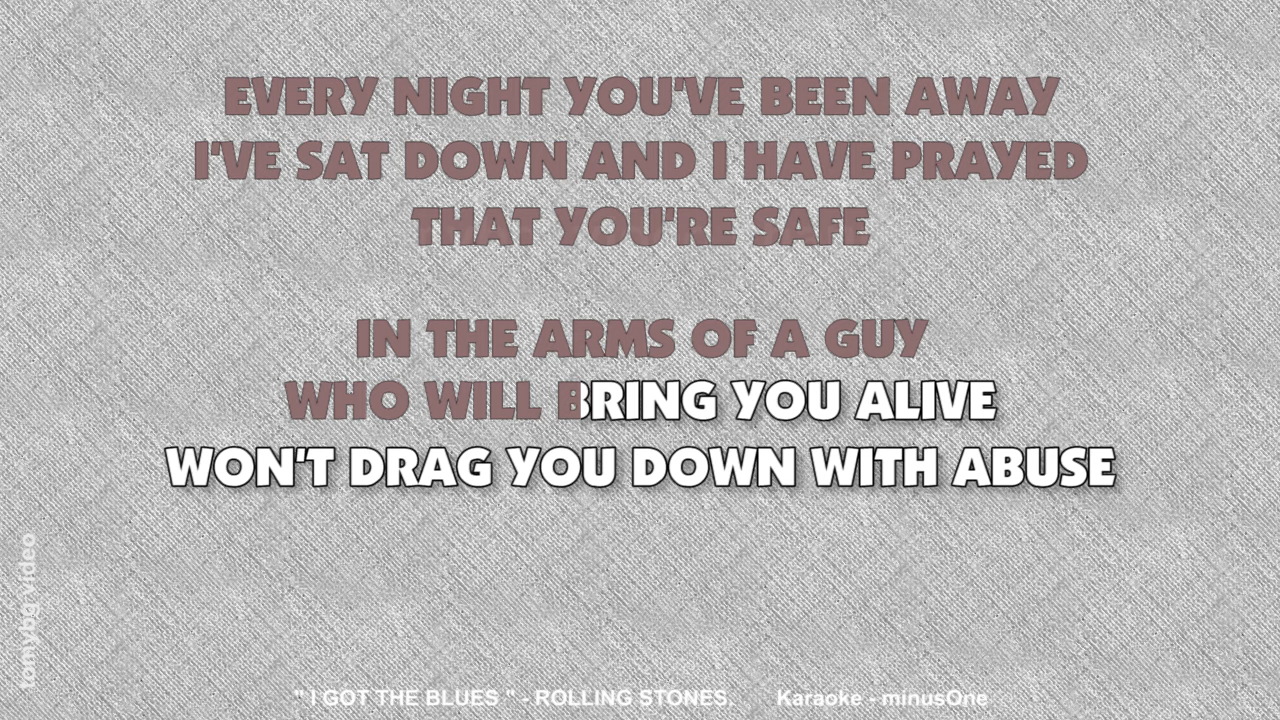 EVERY NIGHT YOU'VE BEEN AWAY
I'VE SAT DOWN AND I HAVE PRAYED
THAT YOU'RE SAFE
IN THE ARMS OF A GUY
WHO WILL BRING YOU ALIVE
WON'T DRAG YOU DOWN WITH ABUSE
tomybg video
" I GOT THE BLUES " - ROLLING STONES. Karaoke - minusOne